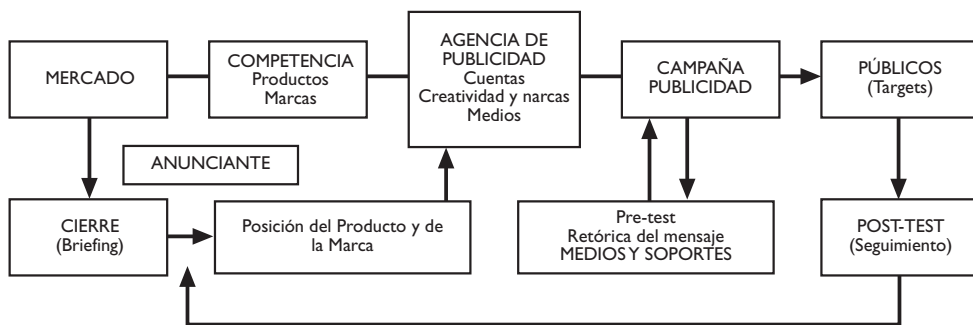 MERCADO
COMPETENCIA
Productos
Marcas
AGENCIA DE
PUBLICIDAD
Cuentas
Creatividad y narcas
Medios
CAMPAÑA
PUBLICIDAD
PÚBLICOS
(Targets)
ANUNCIANTE
CIERRE
(Briefing)
Posición del Producto y de
la Marca
Pre-test
Retórica del mensaje
MEDIOS Y SOPORTES
POST-TEST
(Seguimiento)